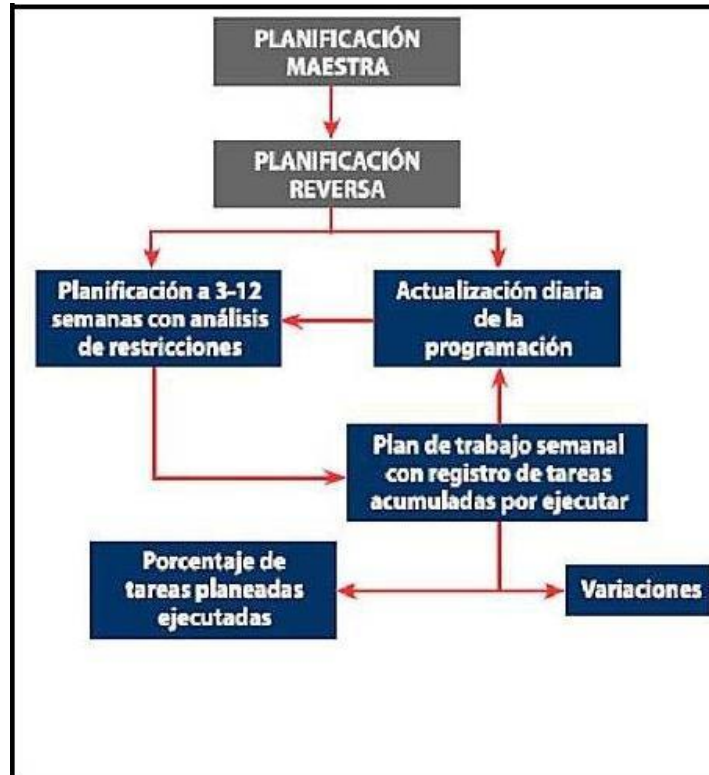 PLANIFICACIÓN
MAESTRA
PLANIFICACIÓN
REVERSA
Planificación a 3-12
semanas con análisis
de restricciones
Actualización diaria
de la
programación
Plan de trabajo semanal
con registro de tareas
acumuladas por ejecutar
Porcentaje de
tareas planeadas
ejecutadas
Variaciones